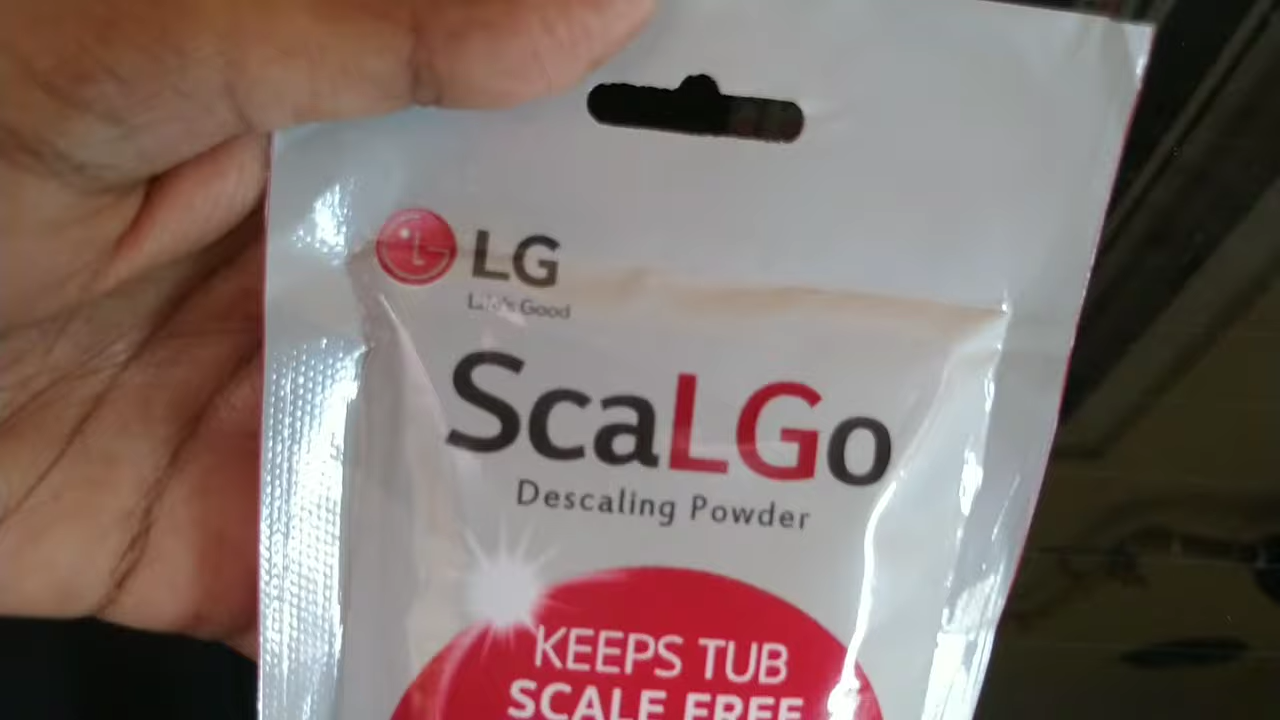 LG
Life's Good
ScaLGo
Descaling Powder
KEEPS TUB
SCALE FREE